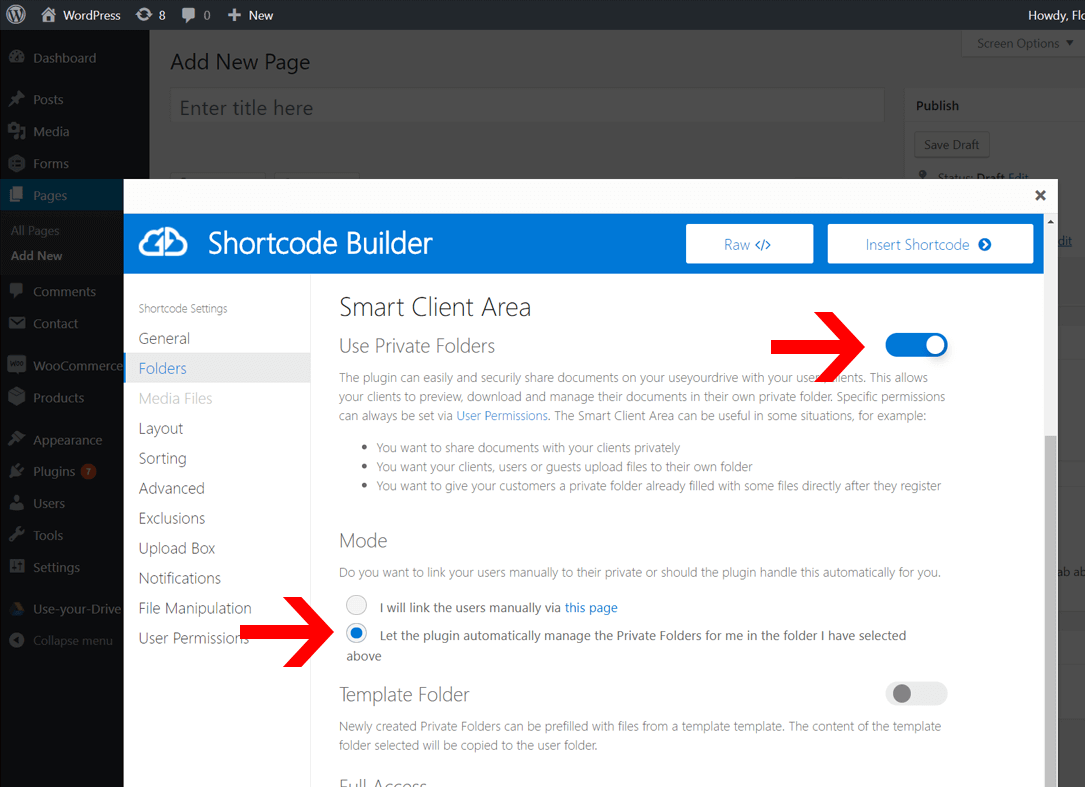 WordPress 8 0 New Howdy, Flo
Dashboard
Posts
Media
Forms
Pages
All Pages
Add New
Comments
Contact
WooCommerce
Products
Appearance
Plugins 7
Users
Tools
Settings
Use-your-Drive
Collapse menu
Screen Options
Add New Page
Enter title here
Publish
Save Draft
Status: Draft Edit
Shortcode Builder
Raw </>
Insert Shortcode
Shortcode Settings
General
Folders
Media Files
Layout
Sorting
Advanced
Exclusions
Upload Box
Notifications
File Manipulation
User Permissions
Smart Client Area
Use Private Folders
The plugin can easily and securily share documents on your useyourdrive with your users/clients. This allows
your clients to preview, download and manage their documents in their own private folder. Specific permissions
can always be set via User Permissions. The Smart Client Area can be useful in some situations, for example:
You want to share documents with your clients privately
You want your clients, users or guests upload files to their own folder
You want to give your customers a private folder already filled with some files directly after they register
Mode
Do you want to link your users manually to their private or should the plugin handle this automatically for you.
I will link the users manually via this page
Let the plugin automatically manage the Private Folders for me in the folder I have selected
above
Template Folder
Newly created Private Folders can be prefilled with files from a template template. The content of the template
folder selected will be copied to the user folder.
Full Access